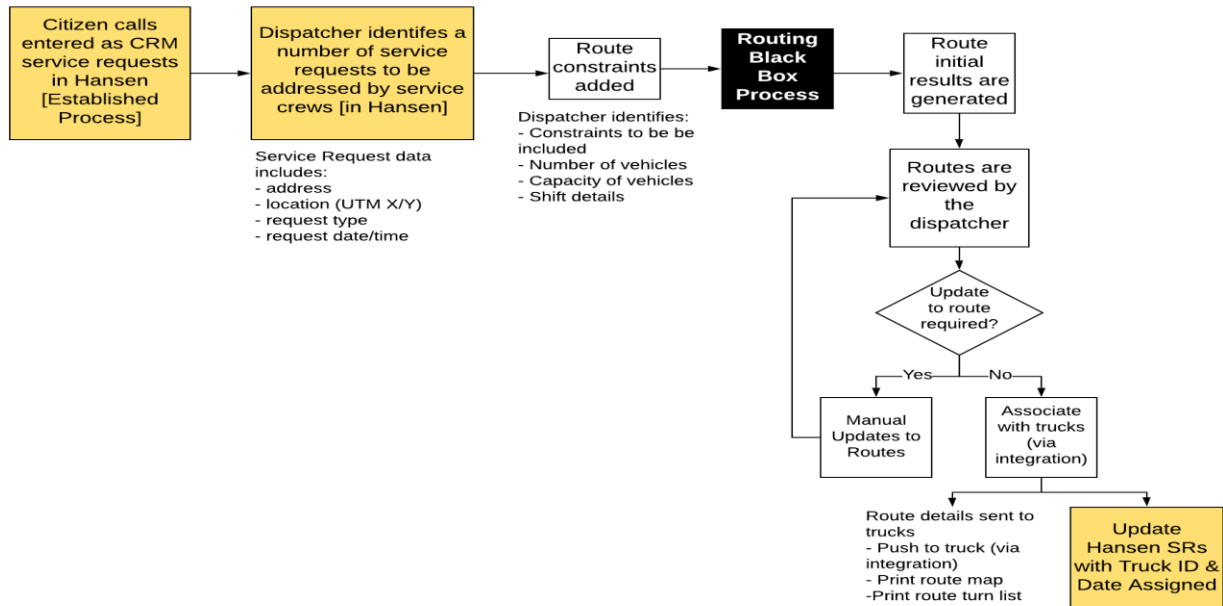 Citizen calls
entered as CRM
service requests
in Hansen
[Established
Process]
Dispatcher identifes a
number of service
requests to be
addressed by service
crews [in Hansen]
Service Request data
includes:
- address
- location (UTM X/Y)
- request type
- request date/time
Route
constraints
added
Dispatcher identifies:
- Constraints to be be
included
- Number of vehicles
- Capacity of vehicles
- Shift details
Routing
Black
Box
Process
Route
initial
results are
generated
Routes are
reviewed by
the
dispatcher
Update
to route
required?
Yes
No
Manual
Updates to
Routes
Associate
with trucks
(via
integration)
Route details sent to
trucks
- Push to truck (via
integration)
- Print route map
-Print route turn list
Update
Hansen SRs
with Truck ID &
Date Assigned